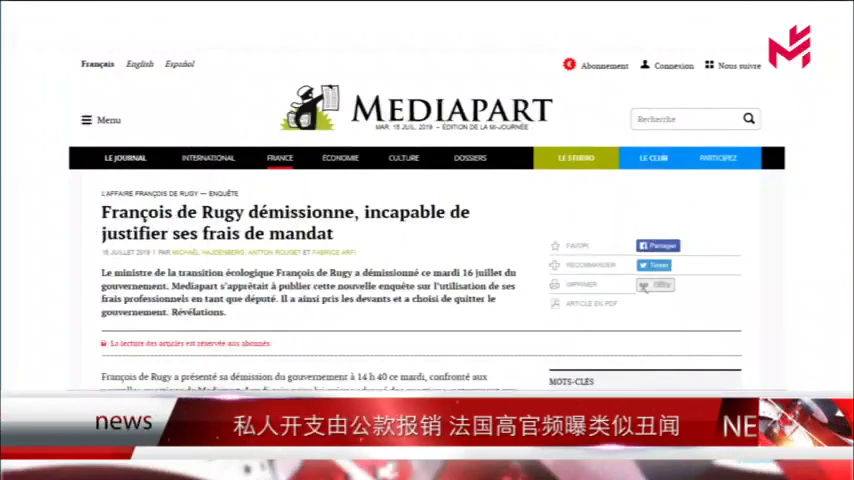 Français English Español
Abonnement Connexion Nous suivre
Menu
MEDIAPART
MAR. 16 JUIL. 2019 – ÉDITION DE LA MI-JOURNÉE
Recherche
LE JOURNAL INTERNATIONAL FRANCE ÉCONOMIE CULTURE DOSSIERS LE STUDIO LE CLUB PARTICIPEZ
L'AFFAIRE FRANÇOIS DE RUGY — ENQUÊTE
François de Rugy démissionne, incapable de
justifier ses frais de mandat
16 JUILLET 2019 | PAR MICHAËL HAJDENBERG, ANTTON ROUGET ET FABRICE ARFI
Le ministre de la transition écologique François de Rugy a démissionné ce mardi 16 juillet du
gouvernement. Mediapart s'apprêtait à publier cette nouvelle enquête sur l'utilisation de ses
frais professionnels en tant que député. Il a ainsi pris les devants et a choisi de quitter le
gouvernement. Révélations.
FAVORI Partager
RECOMMANDER Tweet
IMPRIMER Offrir
ARTICLE EN PDF
La lecture des articles est réservée aux abonnés.
François de Rugy a présenté sa démission du gouvernement à 14 h 40 ce mardi, confronté aux
MOTS-CLÉS
news
私人开支由公款报销 法国高官频曝类似丑闻
NE